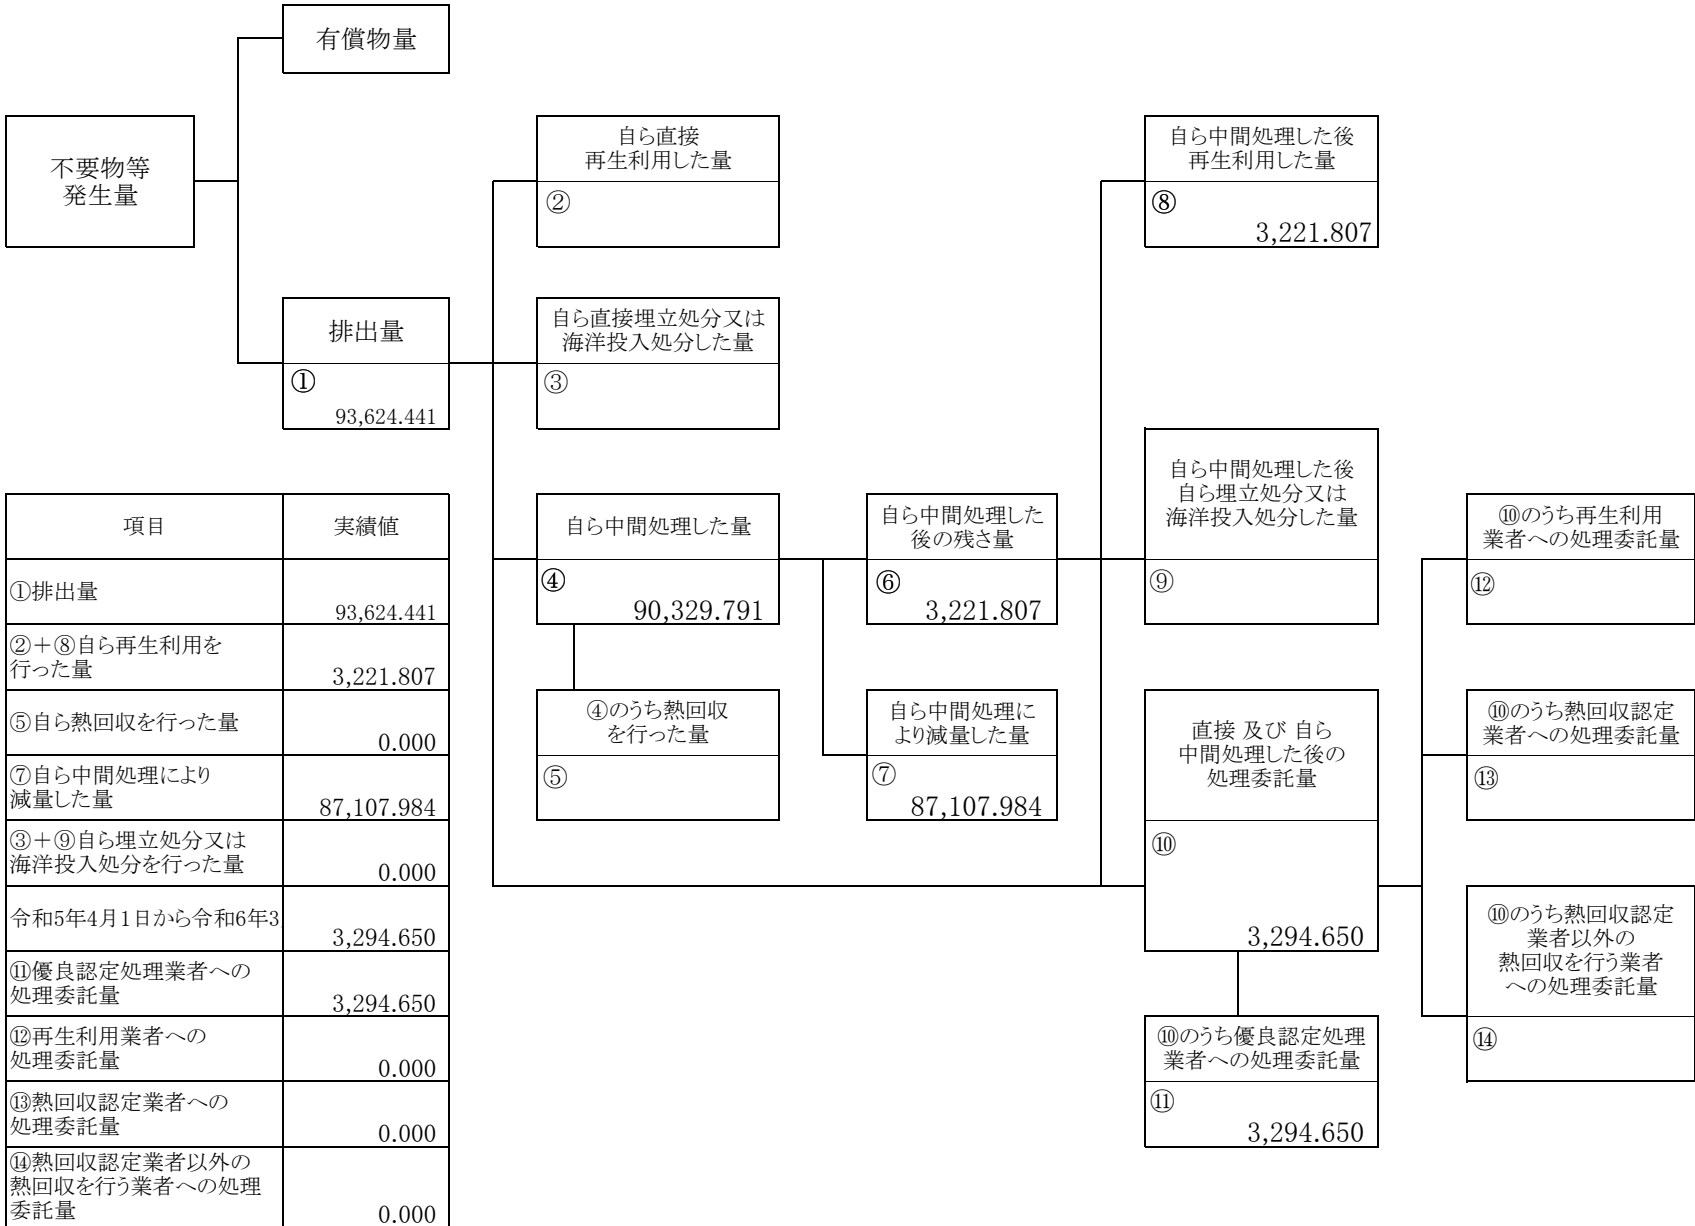 有償物量
不要物等
発生量
自ら直接
再生利用した量
②
自ら中間処理した後
再生利用した量
⑧
3,221.807
排出量
①
93,624.441
自ら直接埋立処分又は
海洋投入処分した量
③
自ら中間処理した量
④
90,329.791
自ら中間処理した
後の残さ量
⑥
3,221.807
自ら中間処理した後
自ら埋立処分又は
海洋投入処分した量
⑨
⑩のうち再生利用
業者への処理委託量
⑫
④のうち熱回収
を行った量
⑤
自ら中間処理に
より減量した量
⑦
87,107.984
直接 及び 自ら
中間処理した後の
処理委託量
⑩
3,294.650
⑩のうち熱回収認定
業者への処理委託量
⑬
⑩のうち熱回収認定
業者以外の
熱回収を行う業者
への処理委託量
⑭
⑩のうち優良認定処理
業者への処理委託量
⑪
3,294.650
項目 実績値
①排出量
93,624.441
②＋⑧自ら再生利用を
行った量
3,221.807
⑤自ら熱回収を行った量
0.000
⑦自ら中間処理により
減量した量
87,107.984
③＋⑨自ら埋立処分又は
海洋投入処分を行った量
0.000
令和5年4月1日から令和6年3
3,294.650
⑪優良認定処理業者への
処理委託量
3,294.650
⑫再生利用業者への
処理委託量
0.000
⑬熱回収認定業者への
処理委託量
0.000
⑭熱回収認定業者以外の
熱回収を行う業者への処理
委託量
0.000